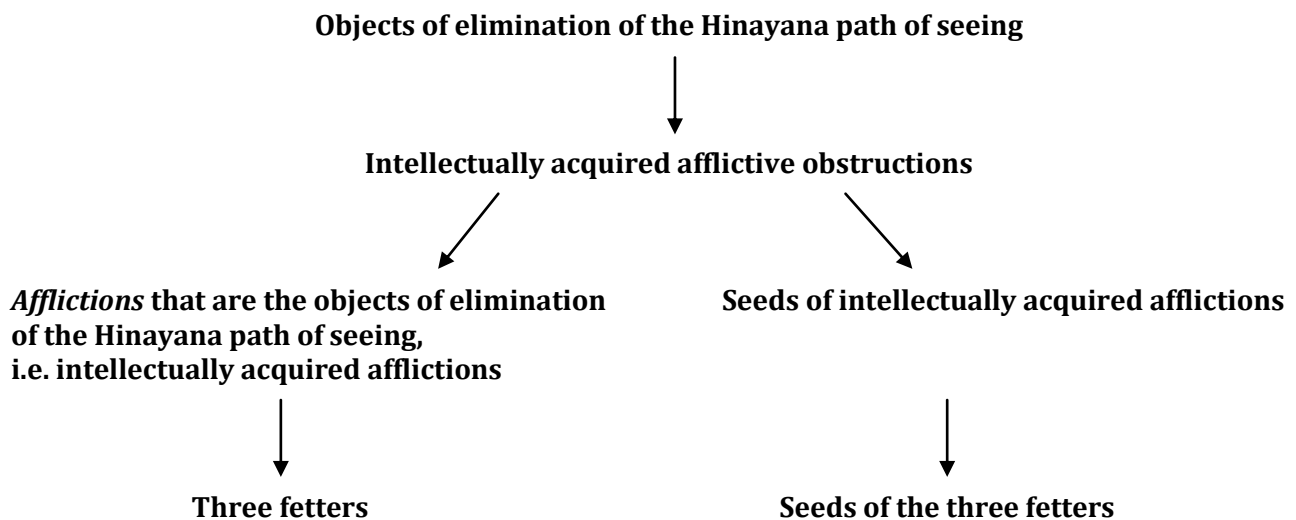 Objects of elimination of the Hinayana path of seeing
Intellectually acquired afflictive obstructions
Afflictions that are the objects of elimination
of the Hinayana path of seeing,
i.e. intellectually acquired afflictions
Seeds of intellectually acquired afflictions
Three fetters
Seeds of the three fetters